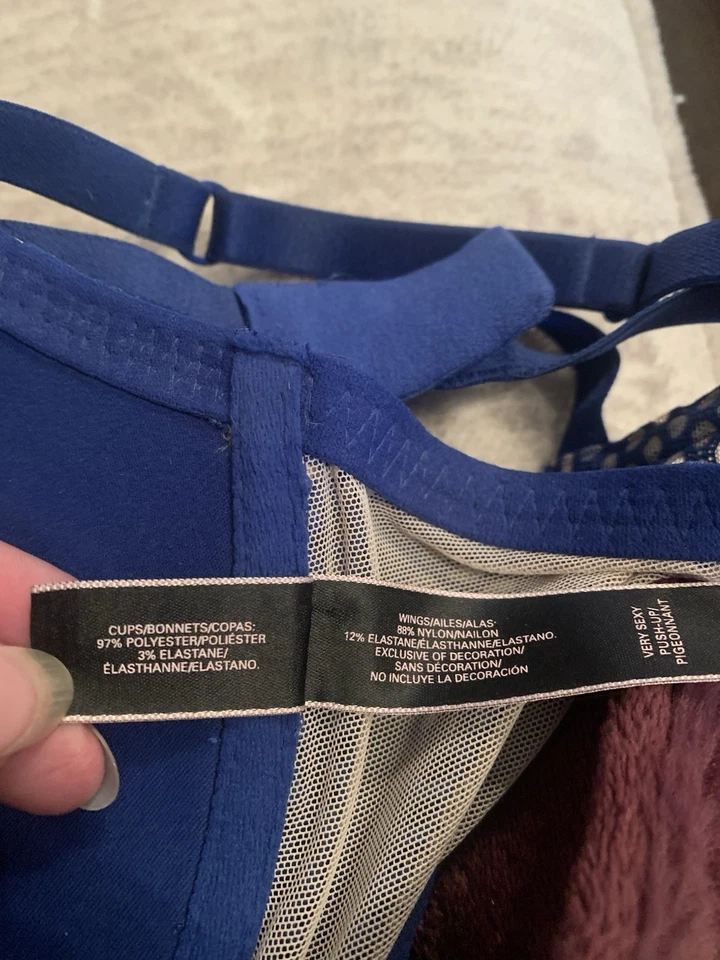 CUPS/BONNETS/COPAS:
97% POLYESTER/POLIÉSTER
3% ELASTANE/
ÉLASTHANNE/ELASTANO.
WINGS/AILES/ALAS-
88% NYLON/NAILON
12% ELASTANE/ÉLASTHANNE/ELASTANO.
EXCLUSIVE OF DECORATION/
SANS DÉCORATION/
NO INCLUYE LA DECORACIÓN
VERY SEXY
PUSH-UP/
PIGEONNANT